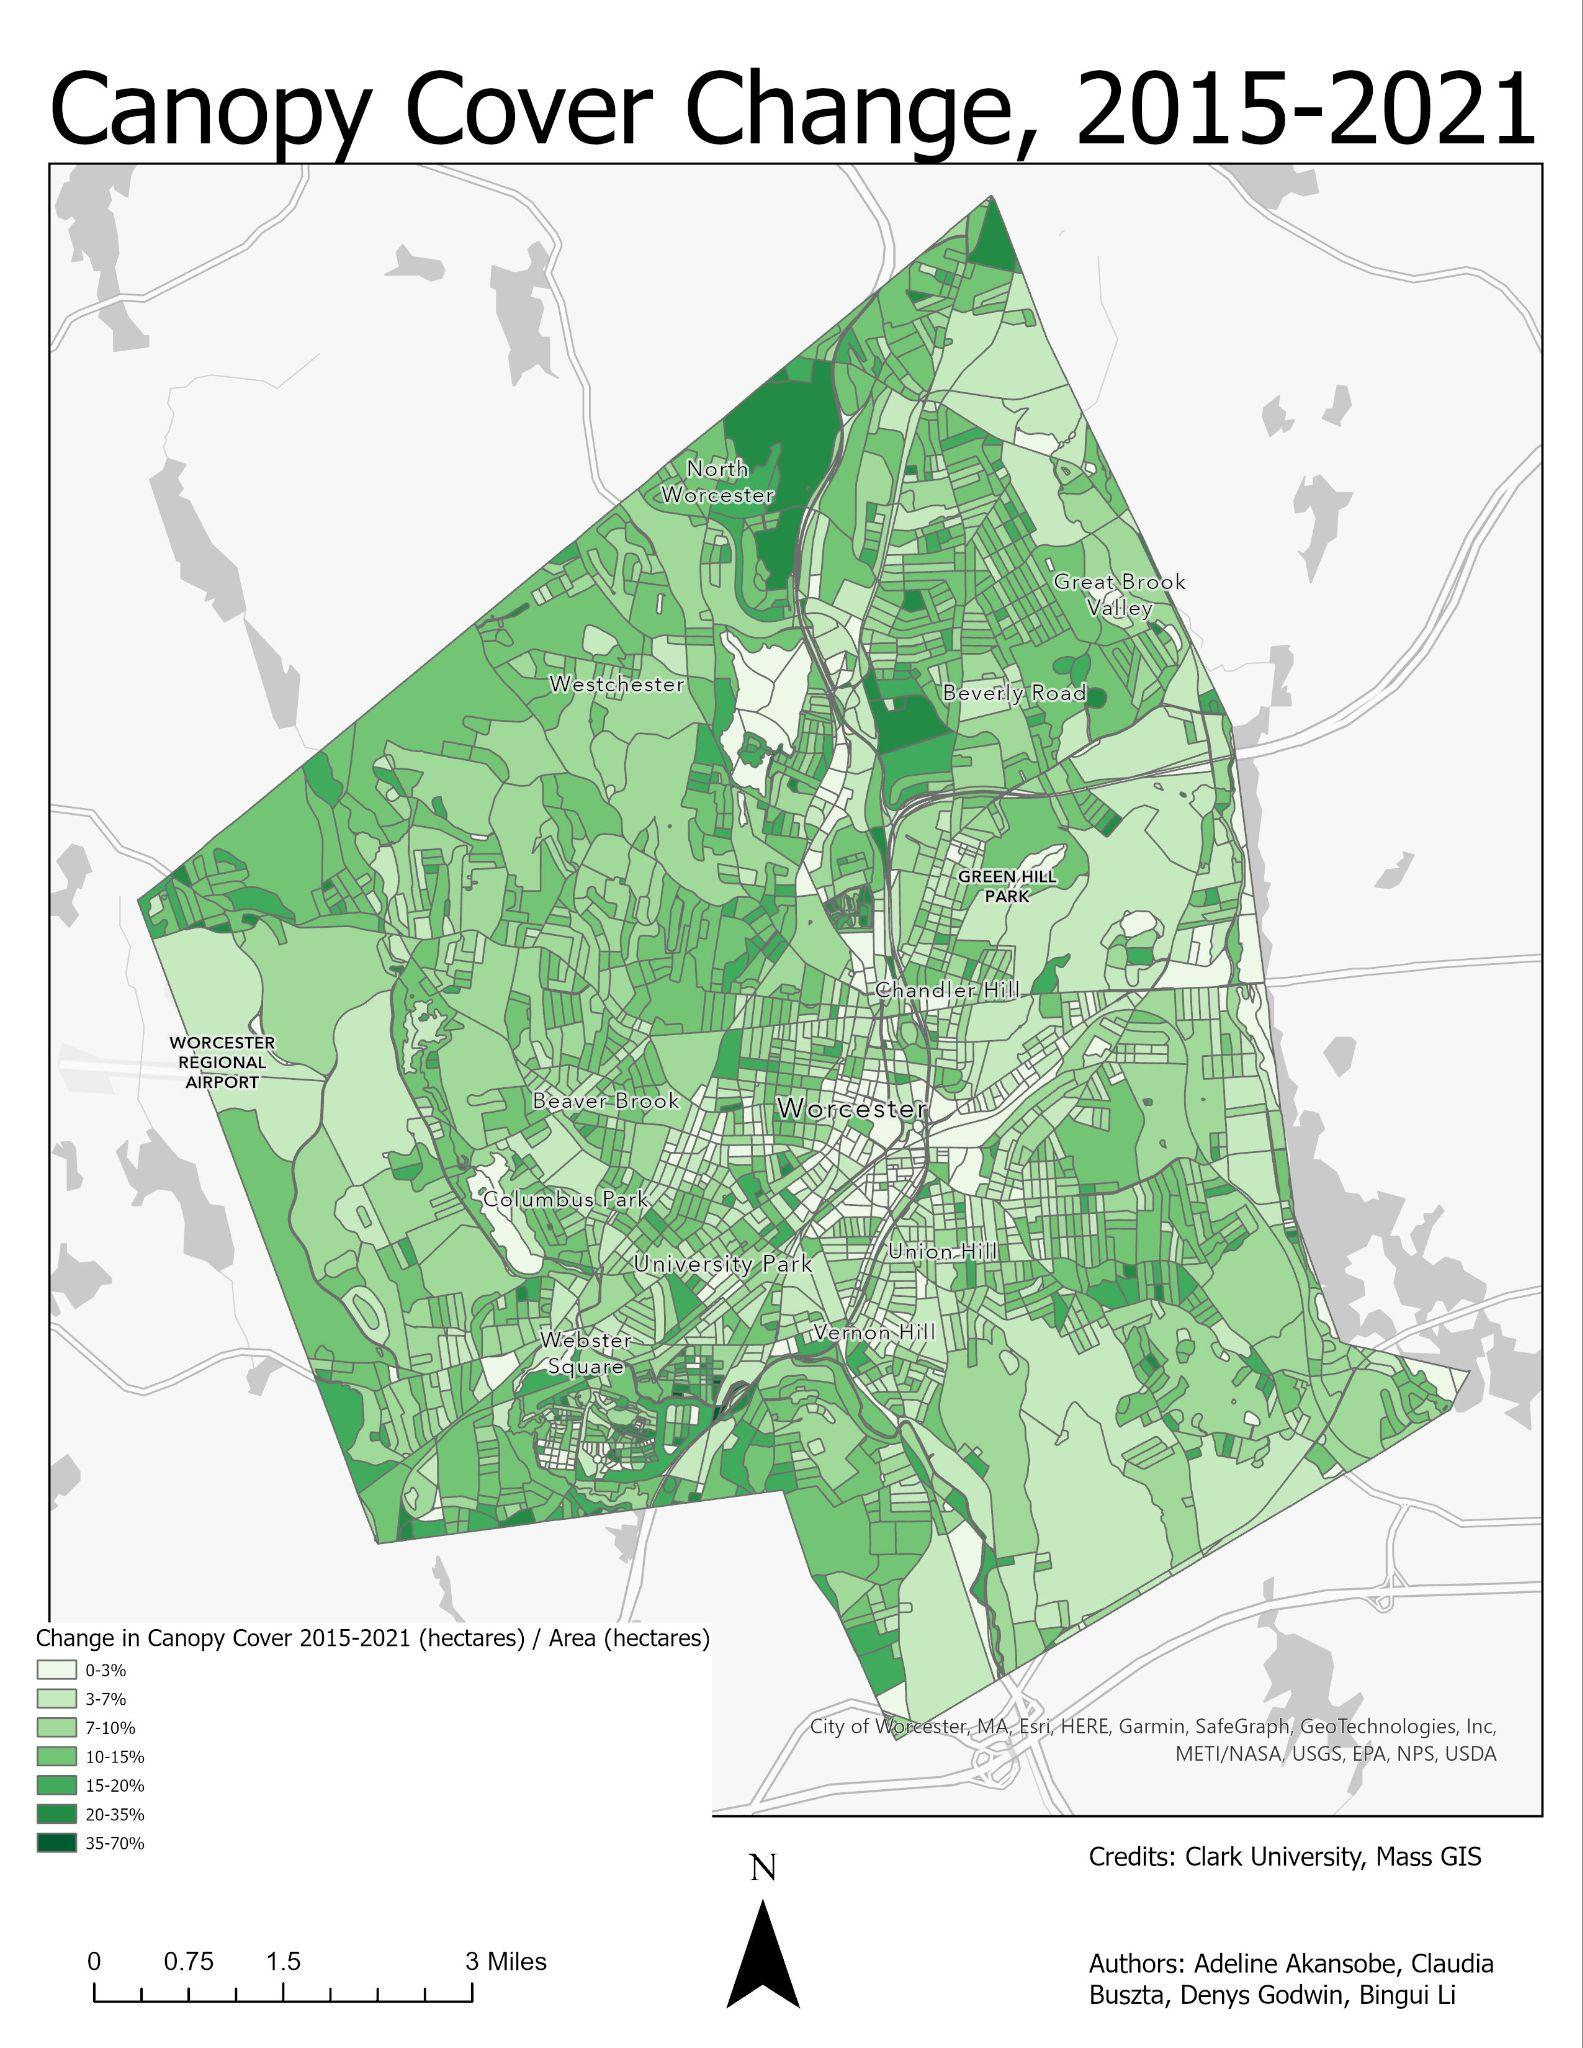 Canopy Cover Change, 2015-2021
North
Worcester
Great Brook
Valley
Westchester
Beverly Road
GREEN HILL
PARK
Chandler Hill
WORCESTER
REGIONAL
AIRPORT
Beaver Brook
Worcester
Columbus Park
University Park
Union Hill
Vernon Hill
Webster
Square
Change in Canopy Cover 2015-2021 (hectares) / Area (hectares)
0-3%
3-7%
7-10%
10-15%
15-20%
20-35%
35-70%
City of Worcester, MA, Esri, HERE, Garmin, SafeGraph, GeoTechnologies, Inc,
METI/NASA, USGS, EPA, NPS, USDA
Credits: Clark University, Mass GIS
N
0 0.75 1.5 3 Miles
Authors: Adeline Akansobe, Claudia
Buszta, Denys Godwin, Bingui Li